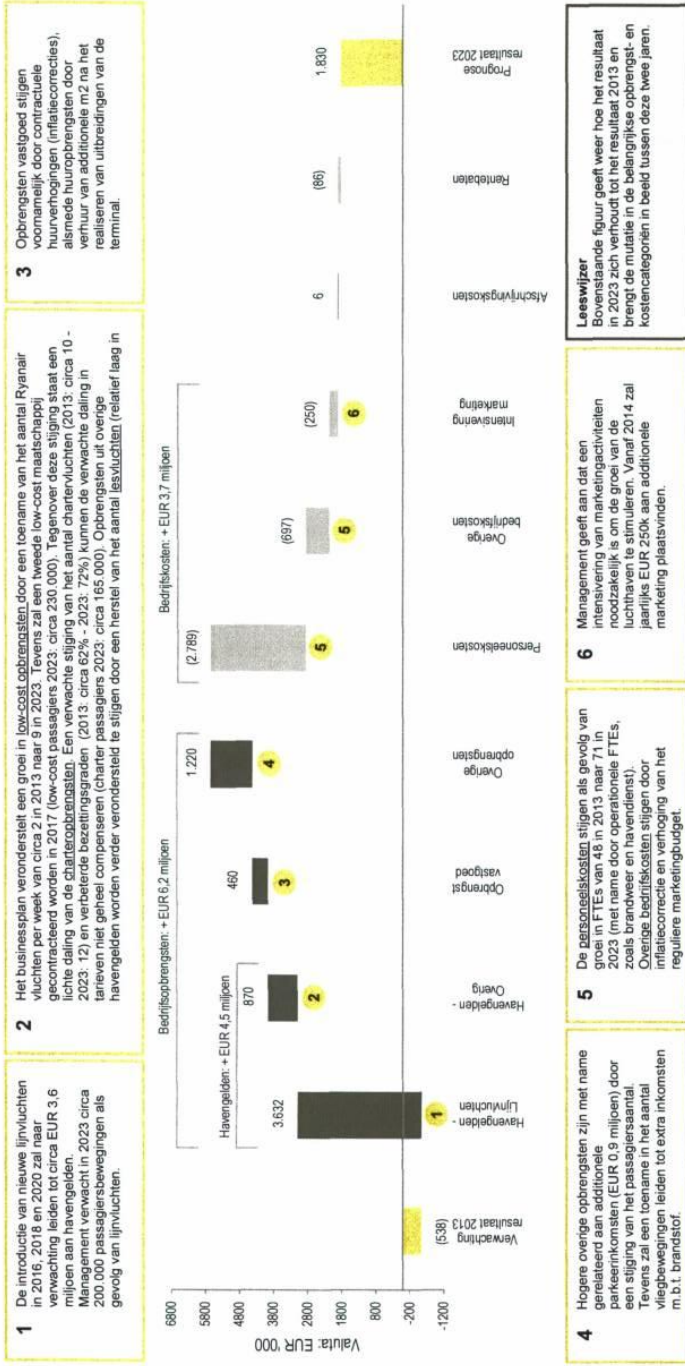 1
De introductie van nieuwe lijnvluchten
in 2016, 2018 en 2020 zal naar
verwachting leiden tot circa EUR 3,6
miljoen aan havengelden.
Management verwacht in 2023 circa
200.000 passagiersbewegingen als
gevolg van lijnvluchten.
2
Het businessplan veronderstelt een groei in low-cost opbrengsten door een toename van het aantal Ryanair
vluchten per week van circa 2 in 2013 naar 9 in 2023. Tevens zal een tweede low-cost maatschappij
gecontracteerd worden in 2017 (low-cost passagiers 2023: circa 230.000). Tegenover deze stijging staat een
lichte daling van de charteropbrengsten. Een verwachte stijging van het aantal chartervluchten (2013: circa 10 -
2023: 12) en verbeterde bezettingsgraden (2013: circa 62% - 2023: 72%) kunnen de verwachte daling in
tarieven niet geheel compenseren (charter passagiers 2023: circa 165.000). Opbrengsten uit overige
havengelden worden verder verondersteld te stijgen door een herstel van het aantal lesvluchten (relatief laag in
3
Opbrengsten vastgoed stijgen
voornamelijk door contractuele
huurverhogingen (inflatiecorrecties),
alsmede huuropbrengsten door
verhuur van additionele m2 na het
realiseren van uitbreidingen van de
terminal.
Valuta: EUR '000
6800
5800
4800
3800
2800
1800
800
-200
-1200
Bedrijfsopbrengsten: + EUR 6,2 miljoen
Havengelden: + EUR 4,5 miljoen
Bedrijfskosten: + EUR 3,7 miljoen
(538)
Verwachting
resultaat 2013
3.632
1
Havengelden -
Lijnvluchten
870
2
Havengelden -
Overig
460
3
Opbrengst
vastgoed
1.220
4
Overige
opbrengsten
(2.789)
5
Personeelskosten
(697)
5
Overige
bedrijfskosten
(250)
6
Intensivering
marketing
6
Afschrijvingskosten
(86)
Rentebaten
1.830
Prognose
resultaat 2023
4
Hogere overige opbrengsten zijn met name
gerelateerd aan additionele
parkeerinkomsten (EUR 0,9 miljoen) door
een stijging van het passagiersaantal.
Tevens zal een toename in het aantal
vliegbewegingen leiden tot extra inkomsten
m.b.t. brandstof.
5
De personeelskosten stijgen als gevolg van
groei in FTEs van 48 in 2013 naar 71 in
2023 (met name door operationele FTEs,
zoals brandweer en havendienst).
Overige bedrijfskosten stijgen door
inflatiecorrectie en verhoging van het
reguliere marketingbudget.
6
Management geeft aan dat een
intensivering van marketingactiviteiten
noodzakelijk is om de groei van de
luchthaven te stimuleren. Vanaf 2014 zal
jaarlijks EUR 250k aan additionele
marketing plaatsvinden.
Leeswijzer
Bovenstaande figuur geeft weer hoe het resultaat
in 2023 zich verhoudt tot het resultaat 2013 en
brengt de mutatie in de belangrijkse opbrengst- en
kostencategoriën in beeld tussen deze twee jaren.